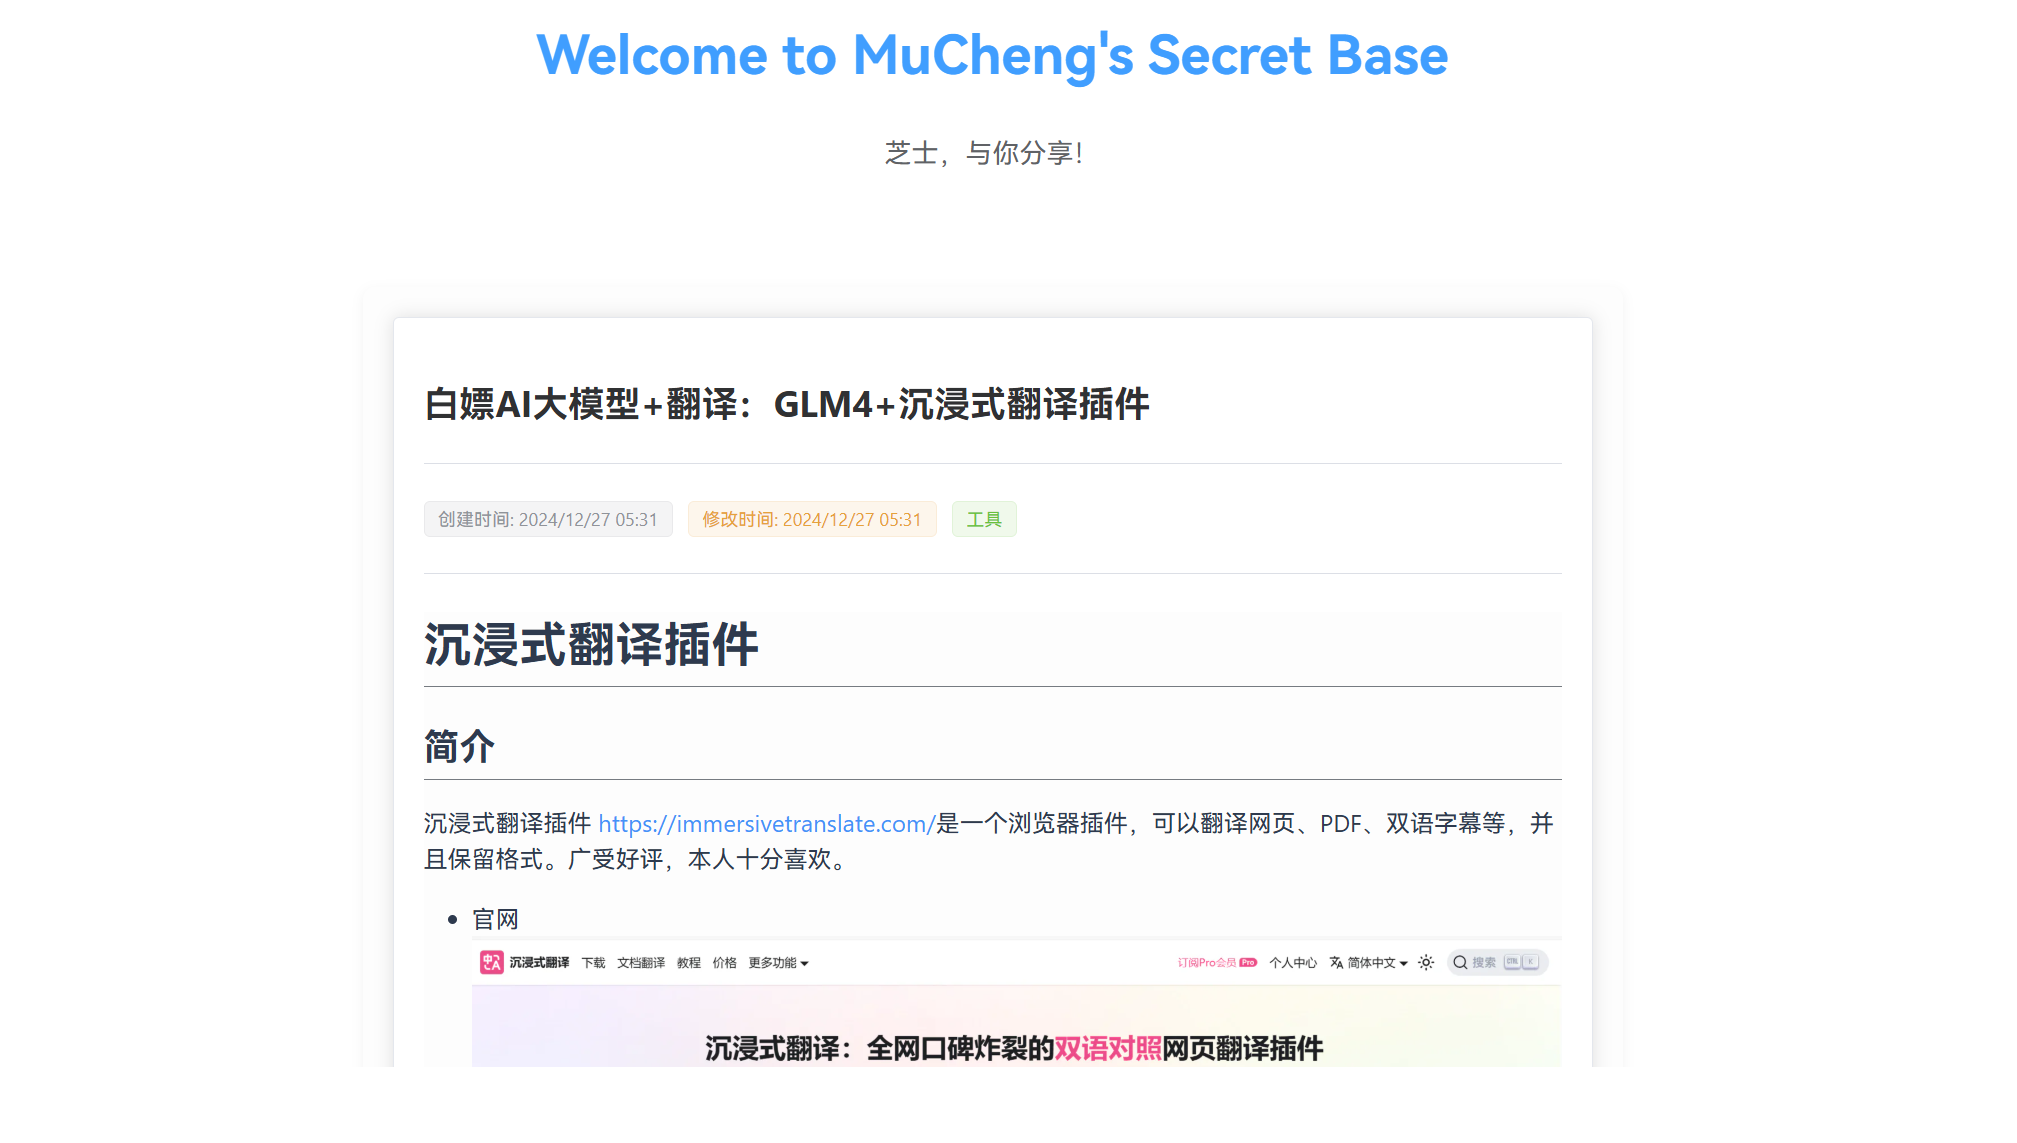 Welcome to MuCheng's Secret Base
芝士，与你分享！
白嫖AI大模型+翻译：GLM4+沉浸式翻译插件
创建时间: 2024/12/27 05:31 修改时间: 2024/12/27 05:31 工具
沉浸式翻译插件
简介
沉浸式翻译插件 https://immersivetranslate.com/是一个浏览器插件，可以翻译网页、PDF、双语字幕等，并
且保留格式。广受好评，本人十分喜欢。
官网
沉浸式翻译 下载 文档翻译 教程 价格 更多功能 订阅Pro会员 Pro 个人中心 简体中文 搜索 CTRL K
沉浸式翻译：全网口碑炸裂的双语对照网页翻译插件